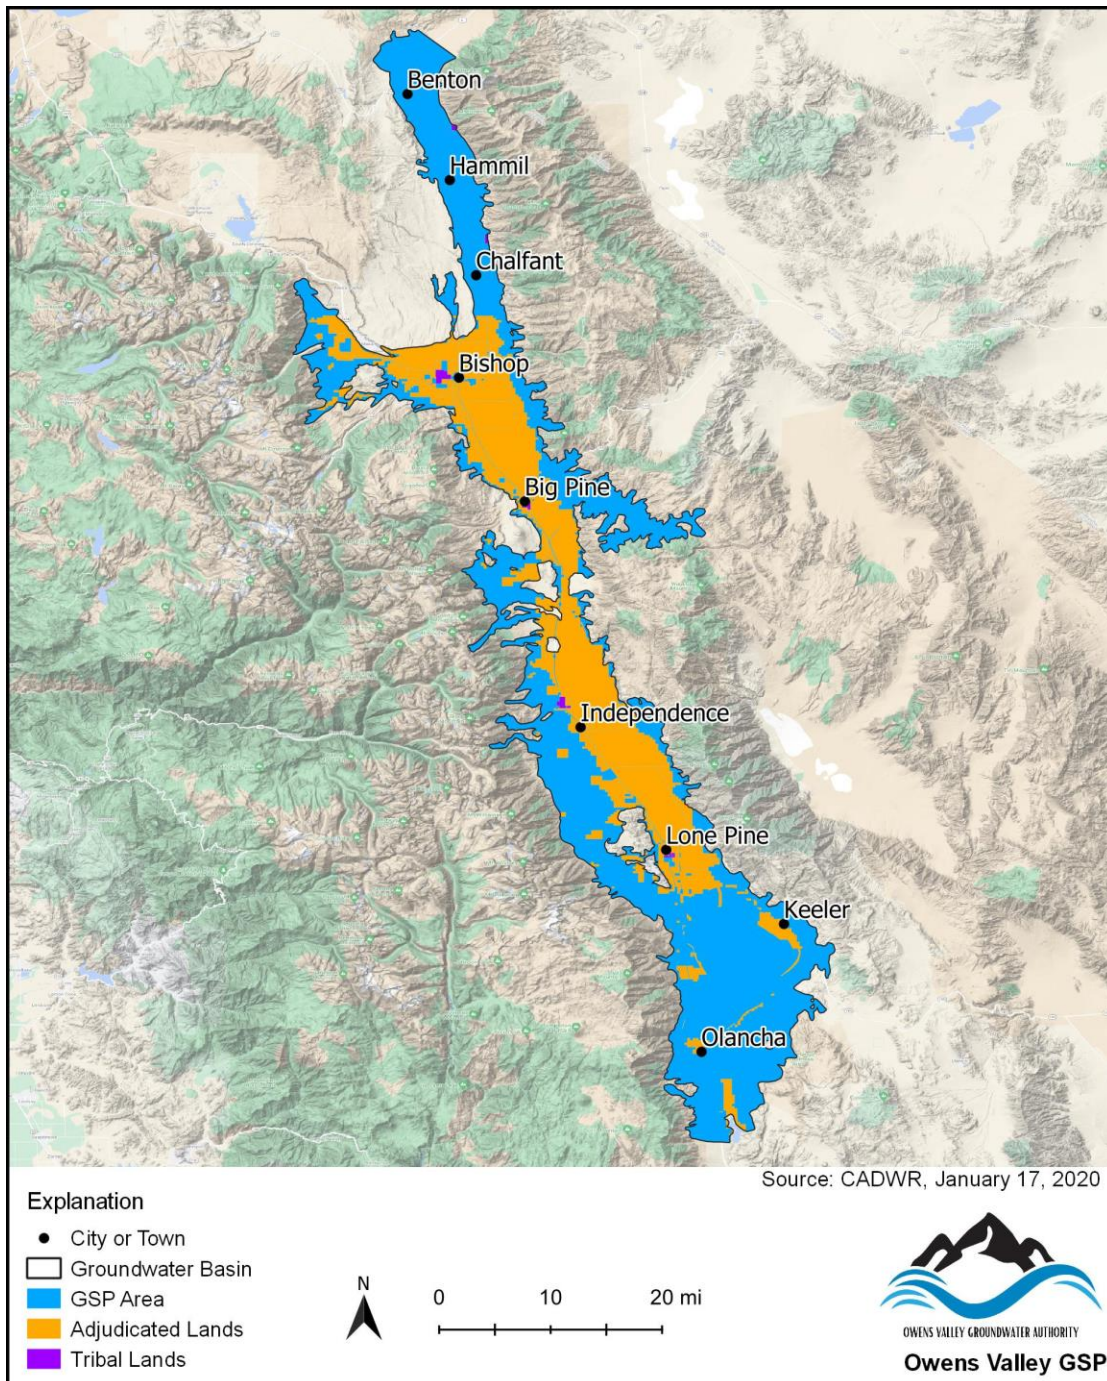 Benton
Hammil
Chalfant
Bishop
Big Pine
Independence
Lone Pine
Keeler
Olancha
Source: CADWR, January 17, 2020
Explanation
City or Town
Groundwater Basin
GSP Area
Adjudicated Lands
Tribal Lands
N
0 10 20 mi
OWENS VALLEY GROUNDWATER AUTHORITY
Owens Valley GSP